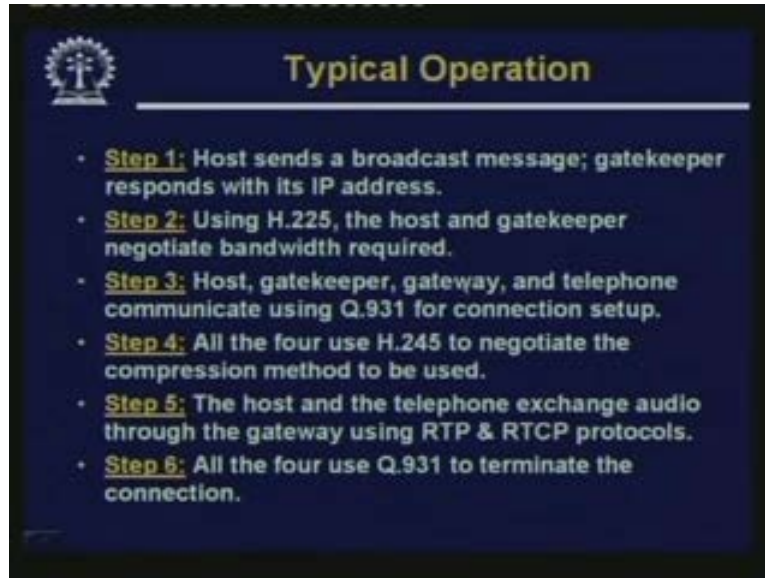 Typical Operation
• Step 1: Host sends a broadcast message; gatekeeper
responds with its IP address.
• Step 2: Using H.225, the host and gatekeeper
negotiate bandwidth required.
• Step 3: Host, gatekeeper, gateway, and telephone
communicate using Q.931 for connection setup.
• Step 4: All the four use H.245 to negotiate the
compression method to be used.
• Step 5: The host and the telephone exchange audio
through the gateway using RTP & RTCP protocols.
• Step 6: All the four use Q.931 to terminate the
connection.